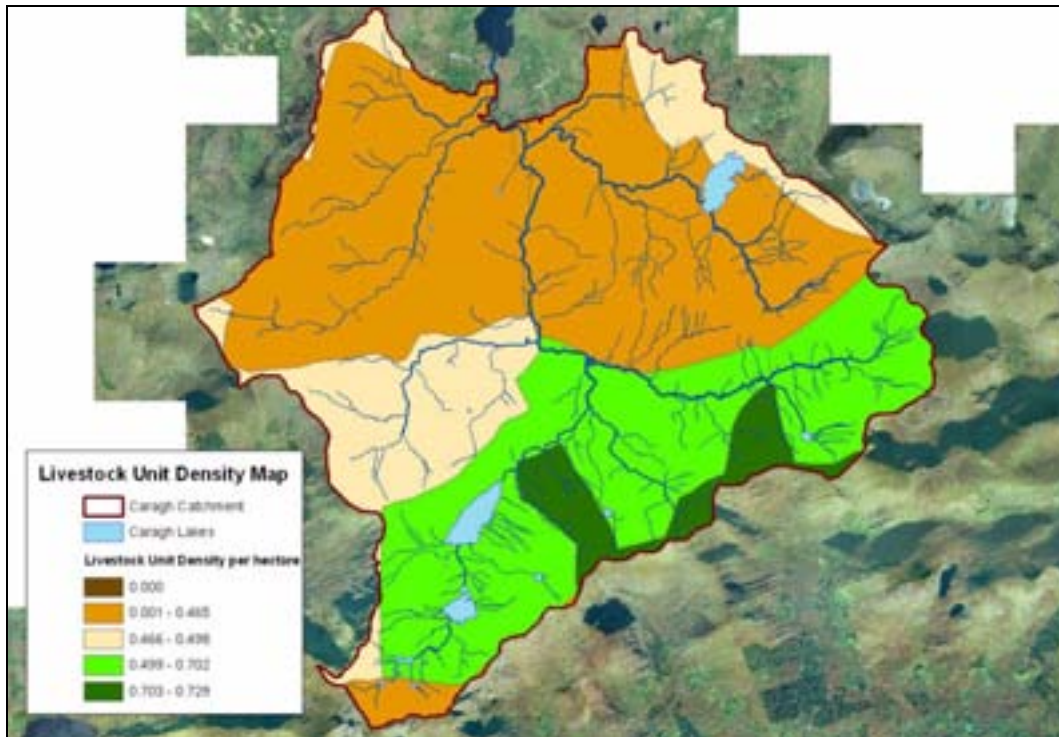 Livestock Unit Density Map
Caragh Catchment
Caragh Lakes
Livestock Unit Density per hectare
0.000
0.001 - 0.465
0.466 - 0.498
0.499 - 0.702
0.703 - 0.729